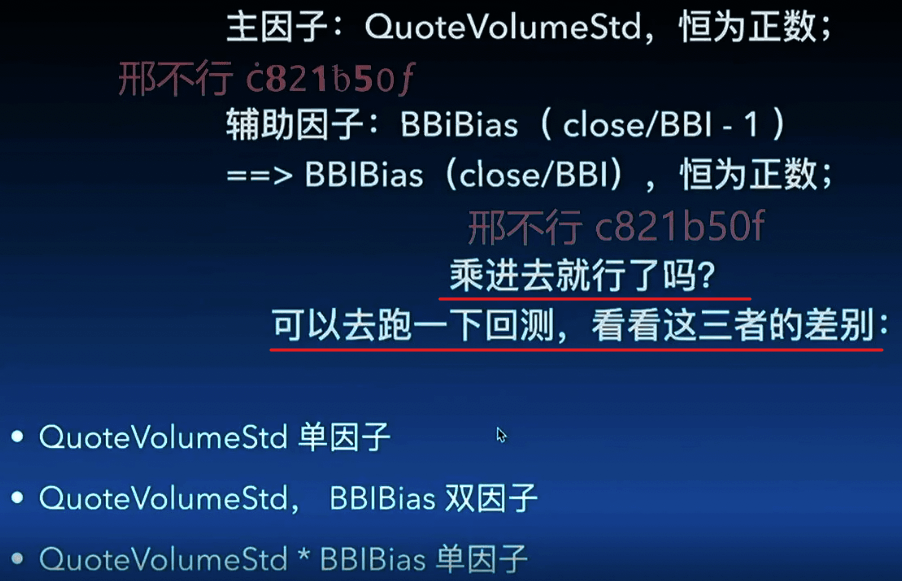 主因子：QuoteVolumeStd，恒为正数；
邢不行 c821b50f
辅助因子：BBiBias（ close/BBI - 1 ）
==> BBIBias（close/BBI），恒为正数；
邢不行 c821b50f
乘进去就行了吗？
可以去跑一下回测，看看这三者的差别：
• QuoteVolumeStd 单因子
• QuoteVolumeStd， BBIBias 双因子
• QuoteVolumeStd * BBIBias 单因子